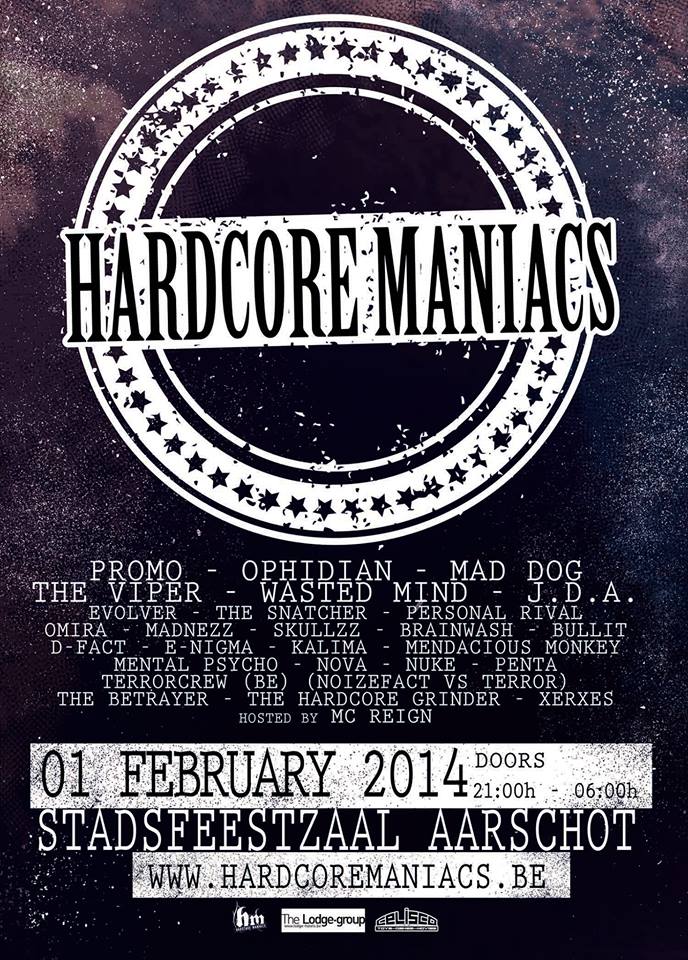 HARDCORE MANIACS
PROMO - OPHIDIAN - MAD DOG
THE VIPER - WASTED MIND - J.D.A.
EVOLVER - THE SNATCHER - PERSONAL RIVAL
OMIRA - MADNEZZ - SKULLZZ - BRAINWASH - BULLIT
D-FACT - E-NIGMA - KALIMA - MENDACIOUS MONKEY
MENTAL PSYCHO - NOVA - NUKE - PENTA
TERRORCREW (BE) (NOIZEFACT VS TERROR)
THE BETRAYER - THE HARDCORE GRINDER - XERXES
HOSTED BY MC REIGN
01 FEBRUARY 2014
DOORS
21:00h - 06:00h
STADSFEESTZAAL AARSCHOT
WWW.HARDCOREMANIACS.BE
hm
The Lodge-group
CELISCO